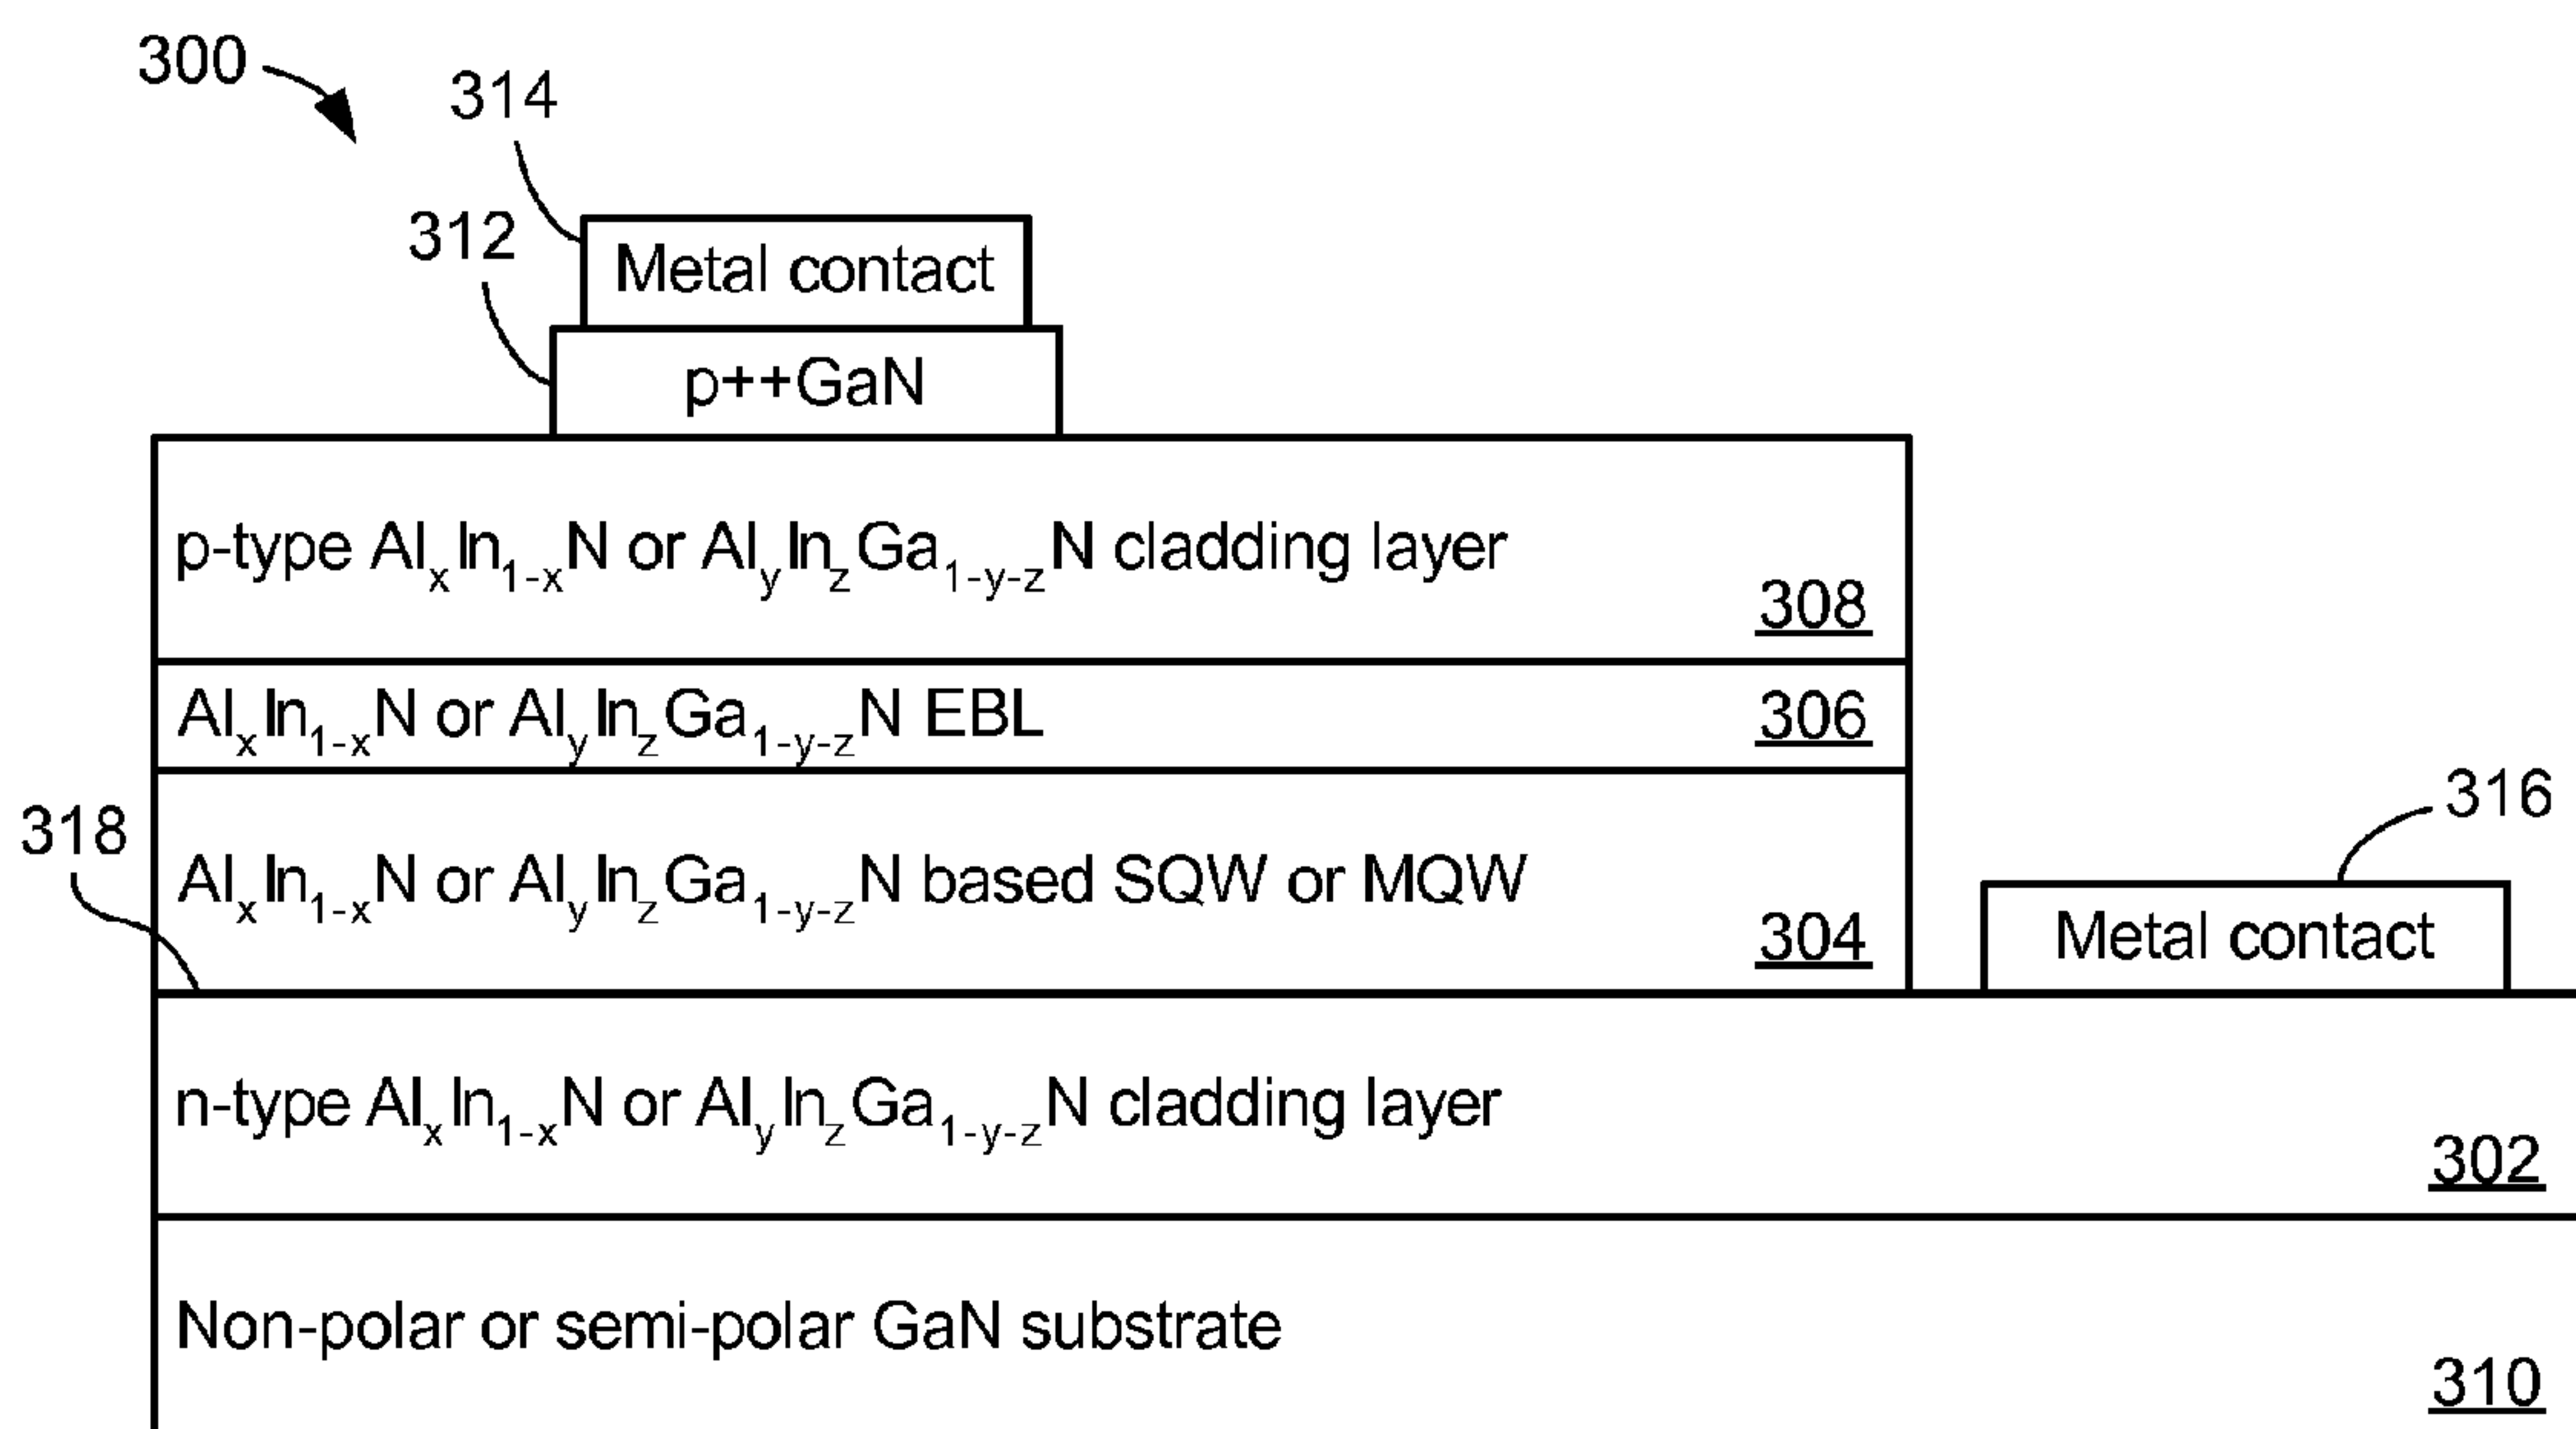 300
314
312
Metal contact
p++GaN
p-type AlₓIn₁₋ₓN or AlyInzGa1-y-zN cladding layer
308
AlₓIn₁₋ₓN or AlyInzGa1-y-zN EBL
306
318
316
AlₓIn₁₋ₓN or AlyInzGa1-y-zN based SQW or MQW
304
Metal contact
n-type AlₓIn₁₋ₓN or AlyInzGa1-y-zN cladding layer
302
Non-polar or semi-polar GaN substrate
310